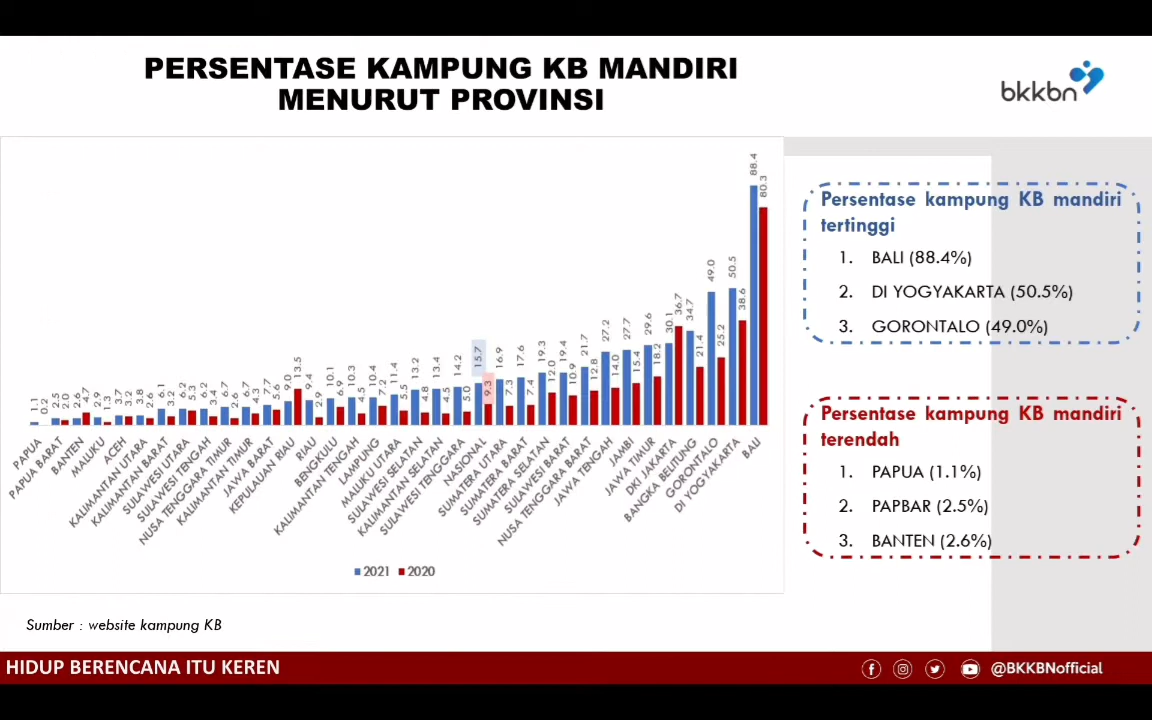 PERSENTASE KAMPUNG KB MANDIRI
MENURUT PROVINSI
bkkbn
1.1
0.2
2.5
2.0
2.6
4.7
2.9
1.3
3.7
3.2
3.8
2.6
6.1
3.2
6.2
5.3
6.2
3.4
6.7
2.6
6.7
4.3
7.7
5.6
9.0
13.5
9.4
2.9
10.1
6.9
10.3
4.5
10.4
7.2
11.4
5.5
13.2
4.8
13.4
4.5
14.2
5.0
15.7
9.3
16.9
7.3
17.6
7.4
19.3
12.0
19.4
10.9
21.7
12.8
27.2
14.0
27.7
15.4
29.6
18.2
30.1
36.7
34.7
21.4
49.0
25.2
50.5
38.6
88.4
80.3
PAPUA
PAPUA BARAT
BANTEN
MALUKU
ACEH
KALIMANTAN UTARA
KALIMANTAN BARAT
SULAWESI UTARA
SULAWESI TENGAH
NUSA TENGGARA TIMUR
KALIMANTAN TIMUR
JAWA BARAT
KEPULAUAN RIAU
RIAU
BENGKULU
KALIMANTAN TENGAH
LAMPUNG
MALUKU UTARA
SULAWESI SELATAN
KALIMANTAN SELATAN
SULAWESI TENGGARA
NASIONAL
SUMATERA UTARA
SUMATERA BARAT
SUMATERA SELATAN
SULAWESI BARAT
NUSA TENGGARA BARAT
JAWA TENGAH
JAMBI
JAWA TIMUR
DKI JAKARTA
BANGKA BELITUNG
GORONTALO
DI YOGYAKARTA
BALI
2021 2020
Persentase kampung KB mandiri
tertinggi
1. BALI (88.4%)
2. DI YOGYAKARTA (50.5%)
3. GORONTALO (49.0%)
Persentase kampung KB mandiri
terendah
1. PAPUA (1.1%)
2. PAPBAR (2.5%)
3. BANTEN (2.6%)
Sumber : website kampung KB
HIDUP BERENCANA ITU KEREN
@BKKBNofficial